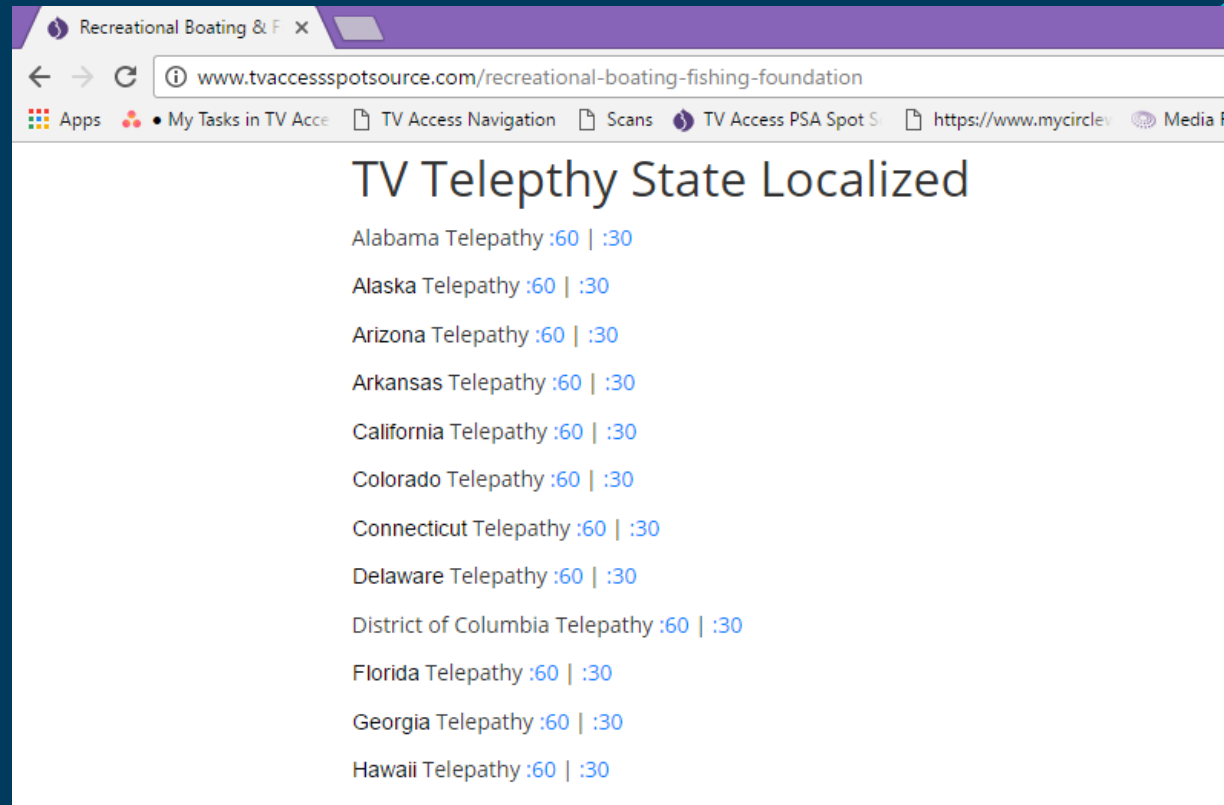 Recreational Boating & F
www.tvaccessspotsource.com/recreational-boating-fishing-foundation
Apps • My Tasks in TV Acce TV Access Navigation Scans TV Access PSA Spot S https://www.mycirclev Media F
TV Telepthy State Localized
Alabama Telepathy :60 | :30
Alaska Telepathy :60 | :30
Arizona Telepathy :60 | :30
Arkansas Telepathy :60 | :30
California Telepathy :60 | :30
Colorado Telepathy :60 | :30
Connecticut Telepathy :60 | :30
Delaware Telepathy :60 | :30
District of Columbia Telepathy :60 | :30
Florida Telepathy :60 | :30
Georgia Telepathy :60 | :30
Hawaii Telepathy :60 | :30